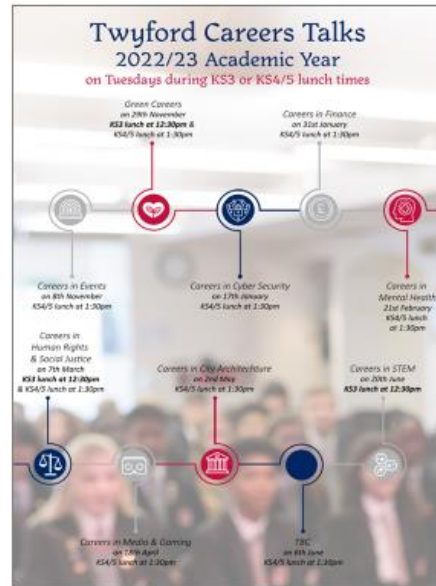 Twyford Careers Talks
2022/23 Academic Year
on Tuesdays during KS3 or KS4/5 lunch times
Green Careers
on 29th November
KS3 lunch at 12:30pm &
KS4/5 lunch at 1:30pm
Careers in Finance
on 31st January
KS4/5 lunch at 1:30pm
£
Careers in Events
on 8th November
KS4/5 lunch at 1:30pm
Careers in Cyber Security
on 17th January
KS4/5 lunch at 1:30pm
Careers in
Mental Health
21st February
KS4/5 lunch
at 1:30pm
Careers in
Human Rights
& Social Justice
on 7th March
KS3 lunch at 12:30pm
& KS4/5 lunch at 1:30pm
Careers in City Architechture
on 2nd May
KS4/5 lunch at 1:30pm
Careers in STEM
on 20th June
KS3 lunch at 12:30pm
Careers in Media & Gaming
on 18th April
KS4/5 lunch at 1:30pm
TBC
on 6th June
KS4/5 lunch at 1:30pm